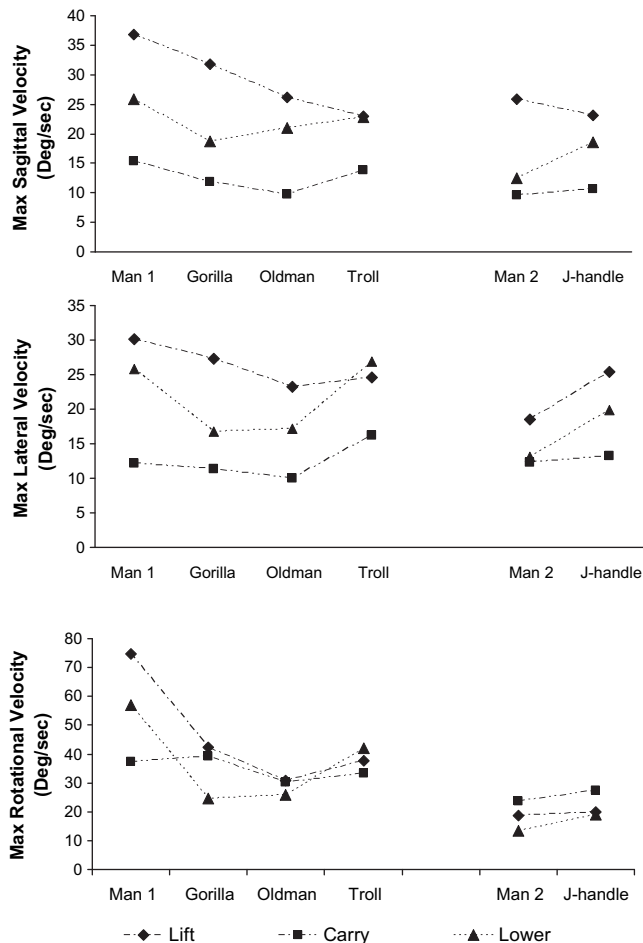 Max Sagittal Velocity
(Deg/sec)
40
35
30
25
20
15
10
5
0
Man 1 Gorilla Oldman Troll Man 2 J-handle
Max Lateral Velocity
(Deg/sec)
35
30
25
20
15
10
5
0
Man 1 Gorilla Oldman Troll Man 2 J-handle
Max Rotational Velocity
(Deg/sec)
80
70
60
50
40
30
20
10
0
Man 1 Gorilla Oldman Troll Man 2 J-handle
Lift Carry Lower